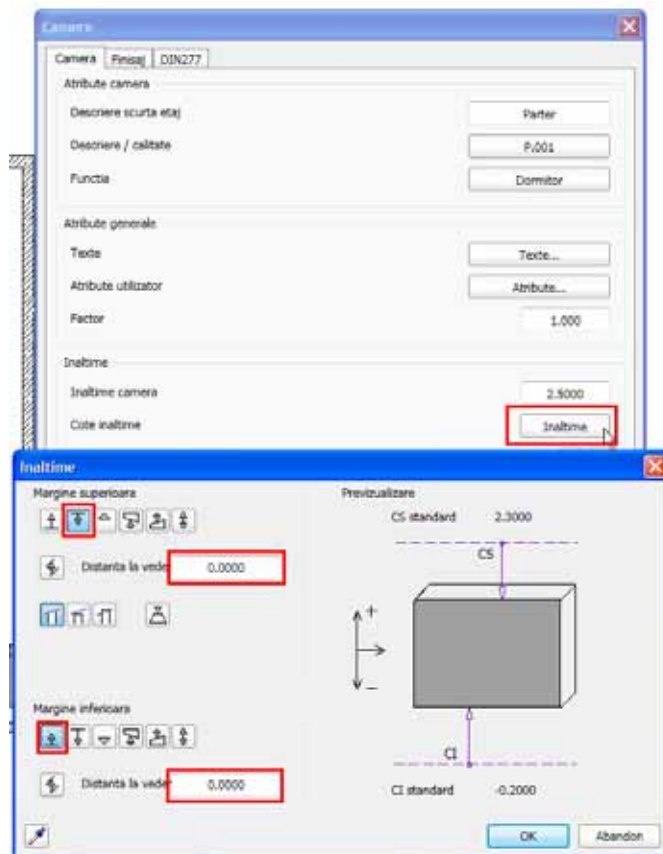 Camere
Camera Finisaj DIN277
Atribute camera
Descriere scurta etaj Parter
Descriere / calitate P.001
Functia Dormitor
Atribute generale
Texte Texte...
Atribute utilizator Atribute...
Factor 1.000
Inaltime
Inaltime camera 2.5000
Cote inaltime Inaltime
Inaltime
Margine superioara Previzualizare
CS standard 2.3000
CS
Distanta la vede 0.0000
+
-
Margine inferioara
CI
Distanta la vede 0.0000
CI standard -0.2000
OK Abandon